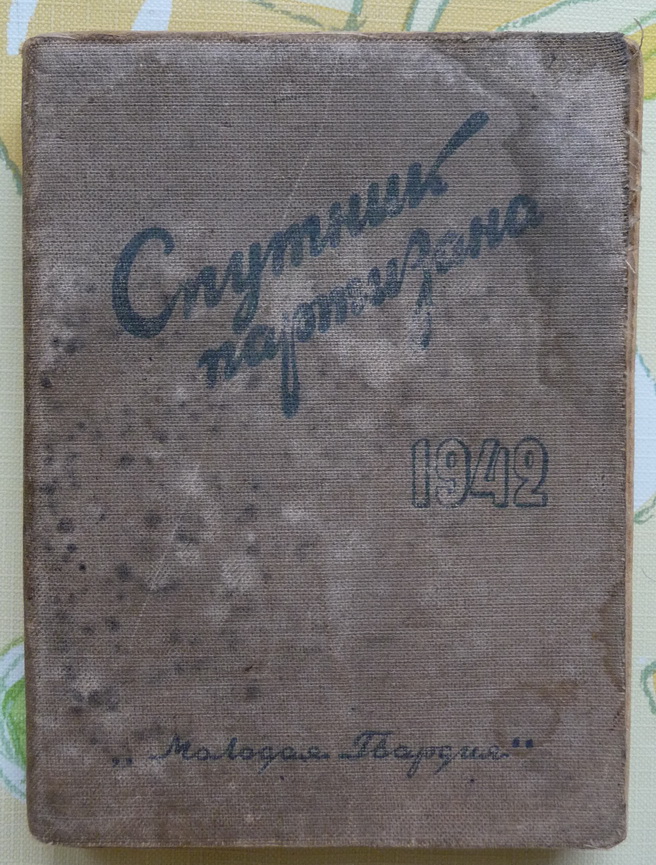 Спутник
партизана
1942
„Молодая Гвардия"